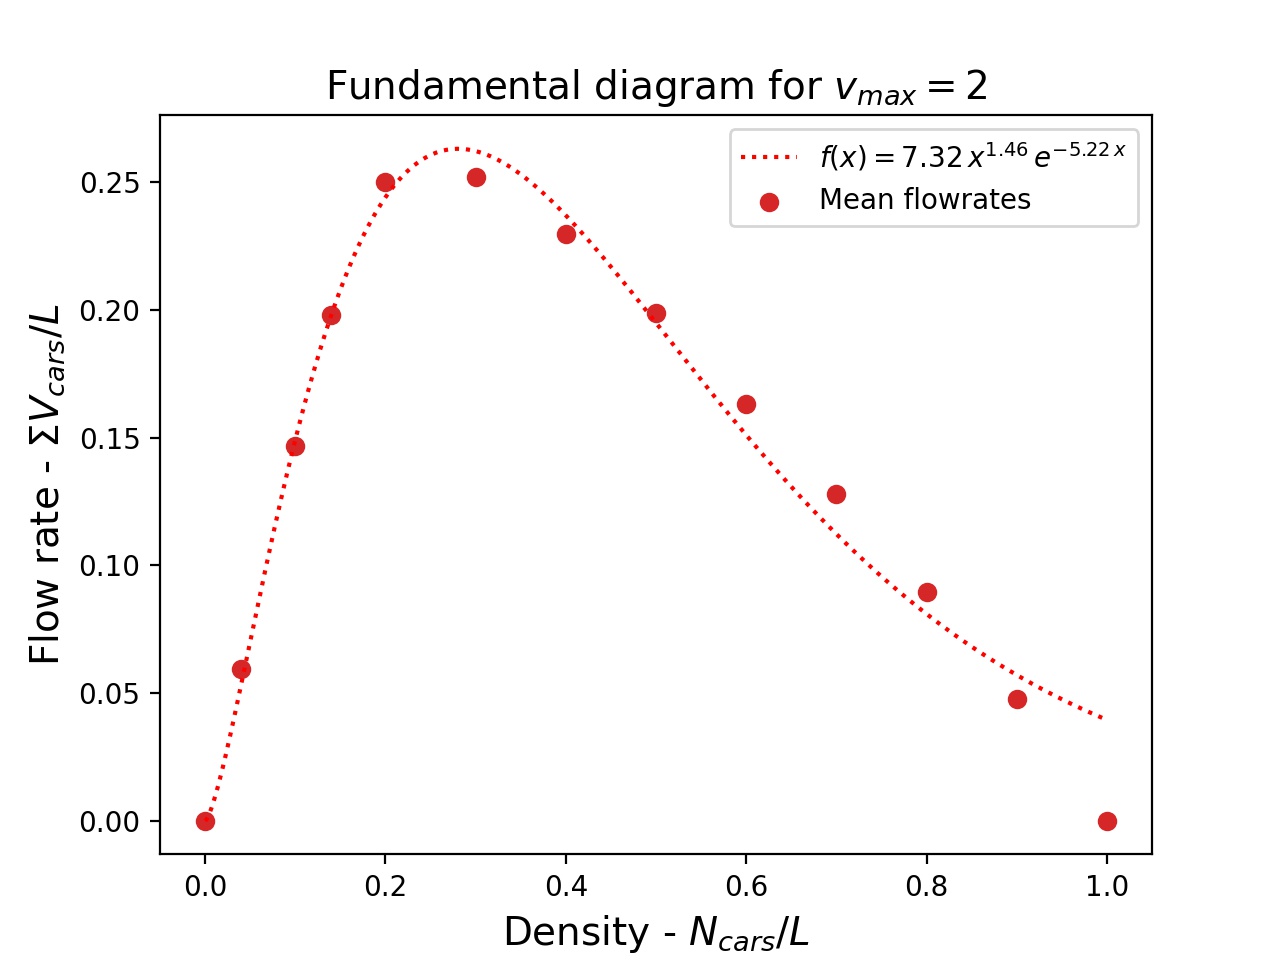 Fundamental diagram for v_max = 2
f(x) = 7.32 x^1.46 e^−5.22 x
Mean flowrates
Flow rate - ΣV_cars/L
0.25
0.20
0.15
0.10
0.05
0.00
0.0 0.2 0.4 0.6 0.8 1.0
Density - N_cars/L